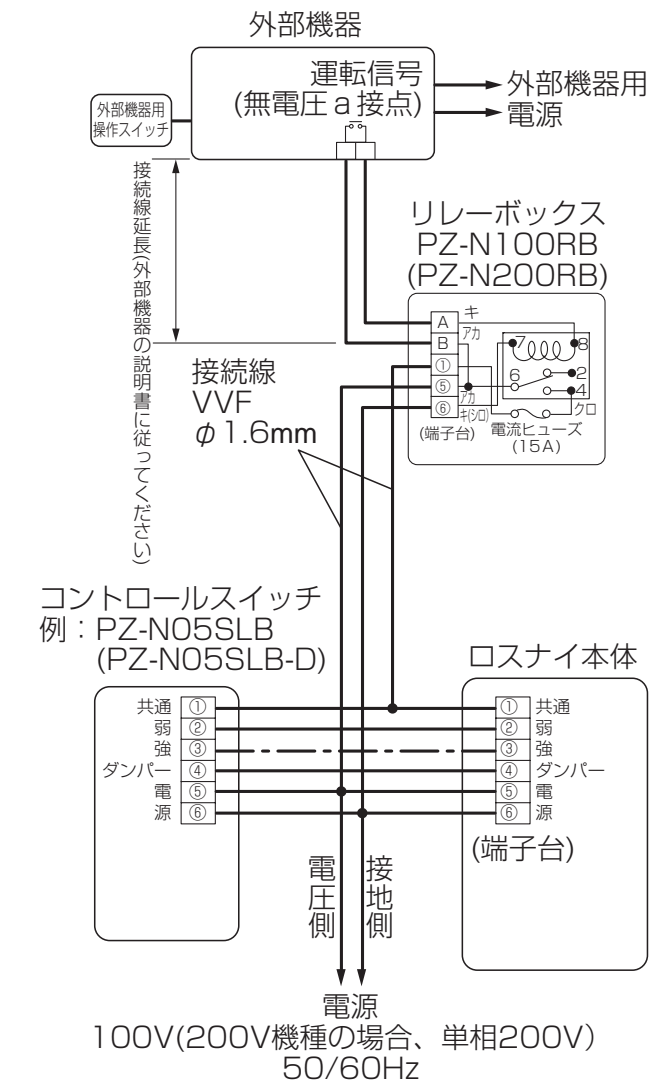 外部機器
運転信号
(無電圧a接点)
外部機器用
電源
外部機器用
操作スイッチ
接続線延長(外部機器の説明書に従ってください)
リレーボックス
PZ-N100RB
(PZ-N200RB)
A
キ
B
アカ
①
⑤
アカ
⑥
キ(シロ)
(端子台)
7
8
6
2
4
クロ
電流ヒューズ
(15A)
接続線
VVF
φ1.6mm
コントロールスイッチ
例：PZ-N05SLB
(PZ-N05SLB-D)
ロスナイ本体
共通 ①
弱 ②
強 ③
ダンパー ④
電 ⑤
源 ⑥
① 共通
② 弱
③ 強
④ ダンパー
⑤ 電
⑥ 源
(端子台)
電圧側
接地側
電源
100V(200V機種の場合、単相200V)
50/60Hz